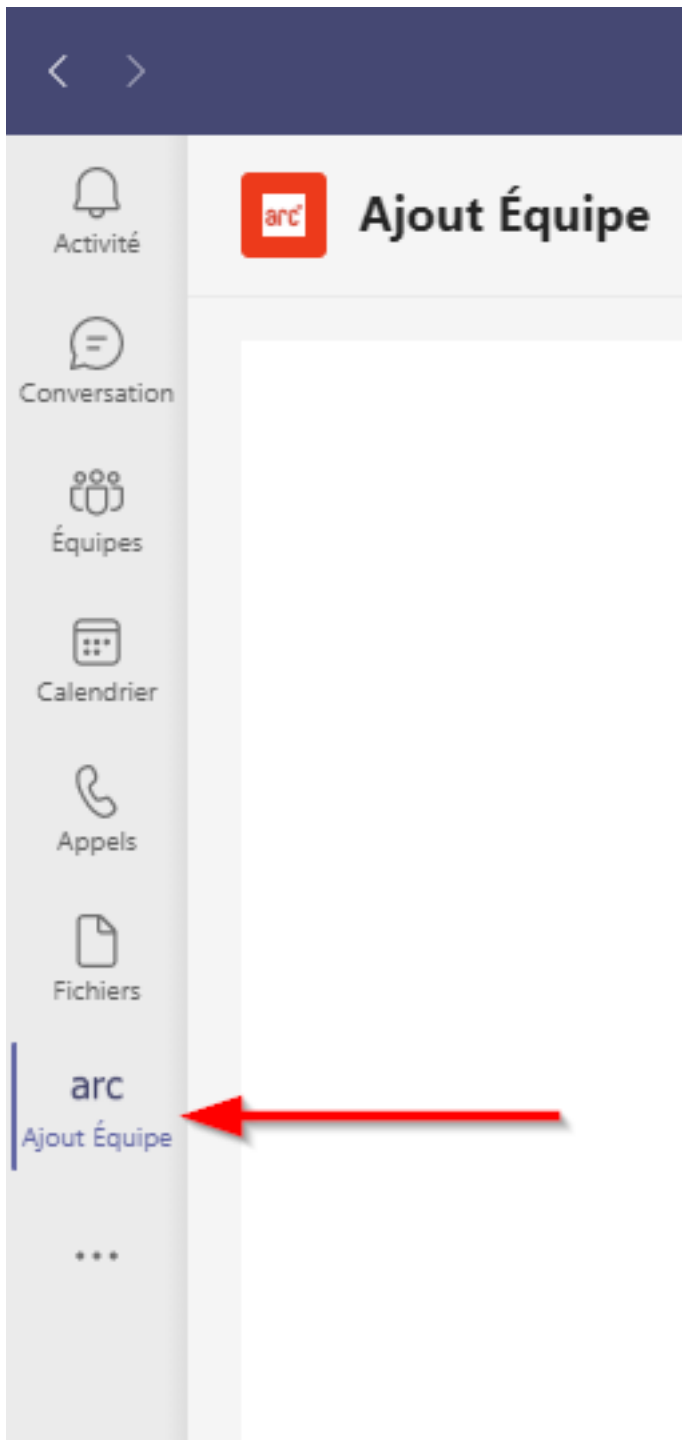 Activité
arc
Ajout Équipe
Conversation
Équipes
Calendrier
Appels
Fichiers
arc
Ajout Équipe